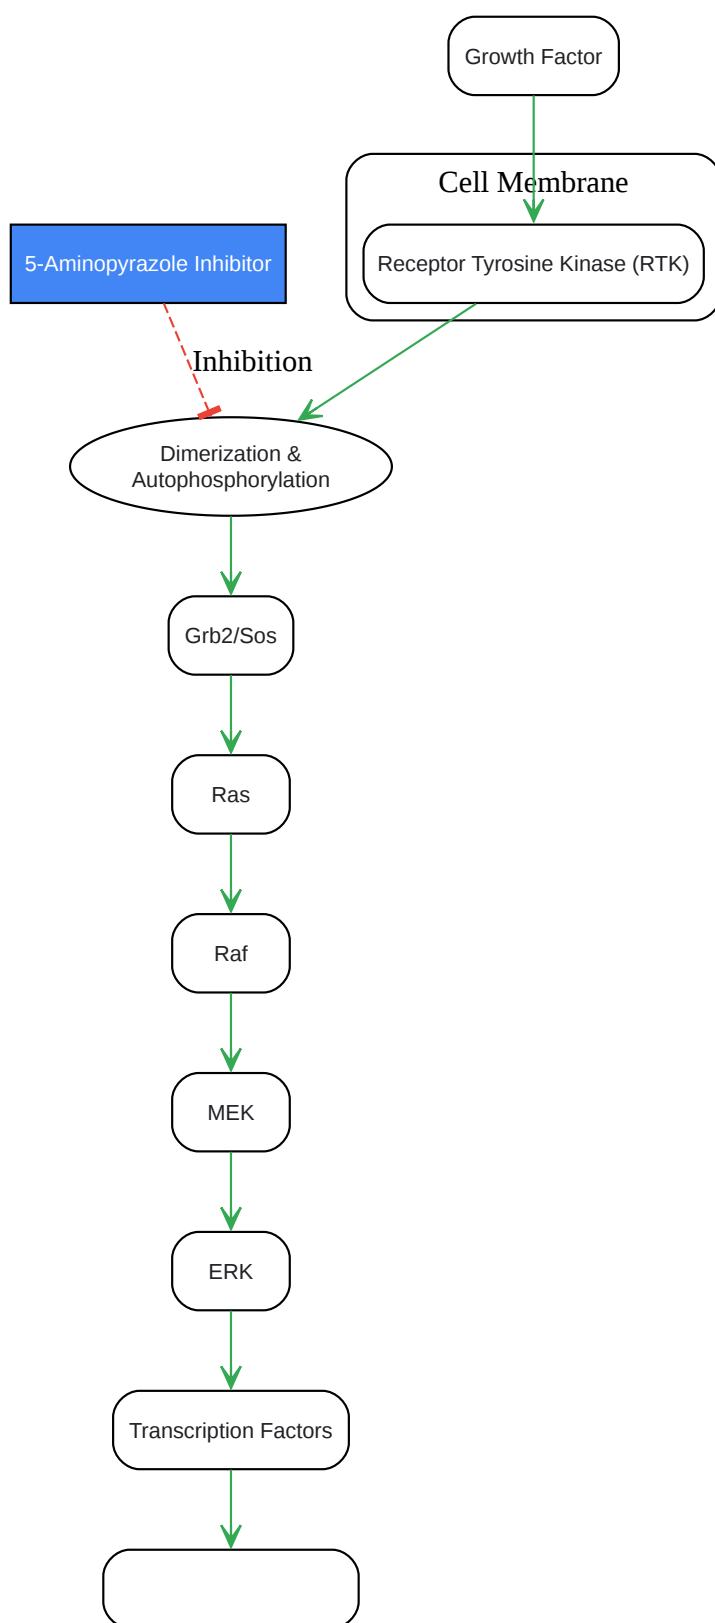 Growth Factor
Cell Membrane
Receptor Tyrosine Kinase (RTK)
5-Aminopyrazole Inhibitor
Inhibition
Dimerization &
Autophosphorylation
Grb2/Sos
Ras
Raf
MEK
ERK
Transcription Factors